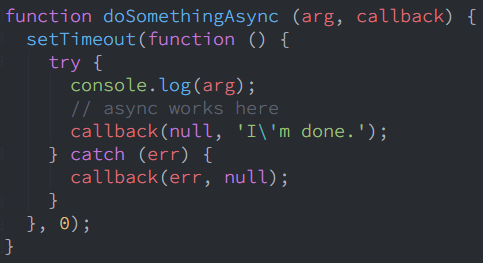 function doSomethingAsync (arg, callback) {
  setTimeout(function () {
    try {
      console.log(arg);
      // async works here
      callback(null, 'I\'m done.');
    } catch (err) {
      callback(err, null);
    }
  }, 0);
}